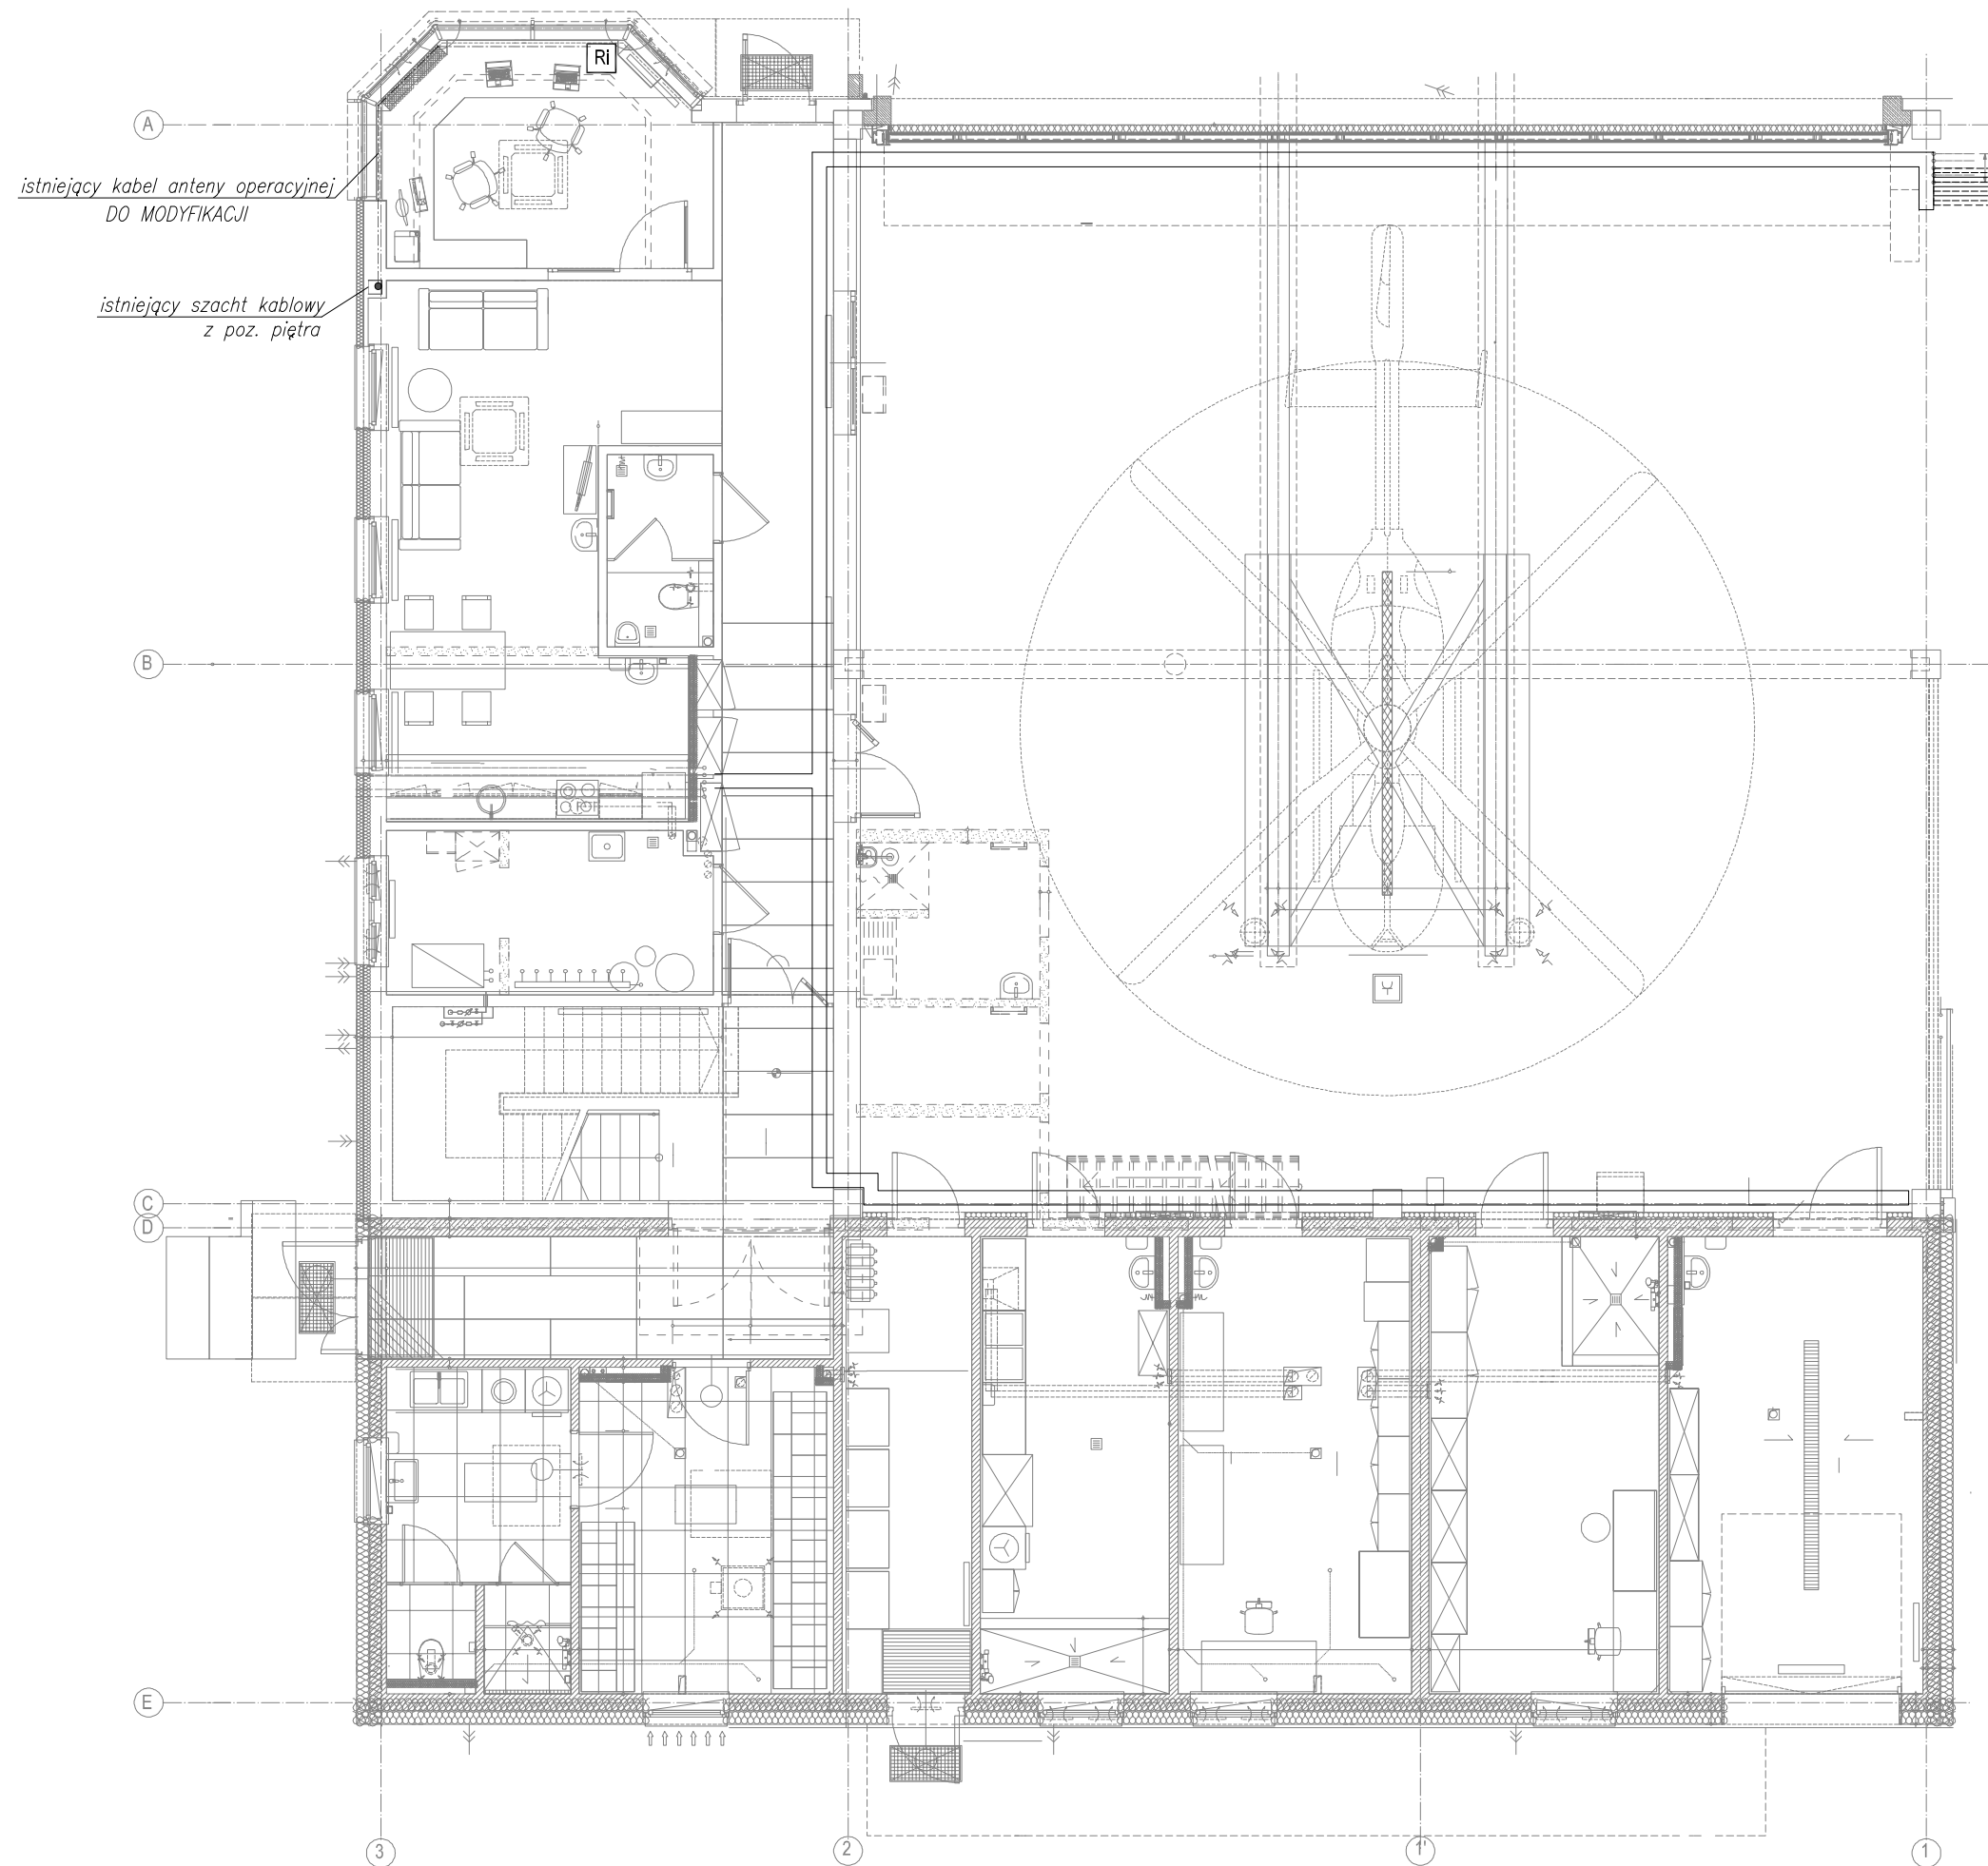 Ri
A
istniejący kabel anteny operacyjnej
DO MODYFIKACJI
istniejący szacht kablowy
z poz. piętra
B
C
D
E
3
2
1'
1